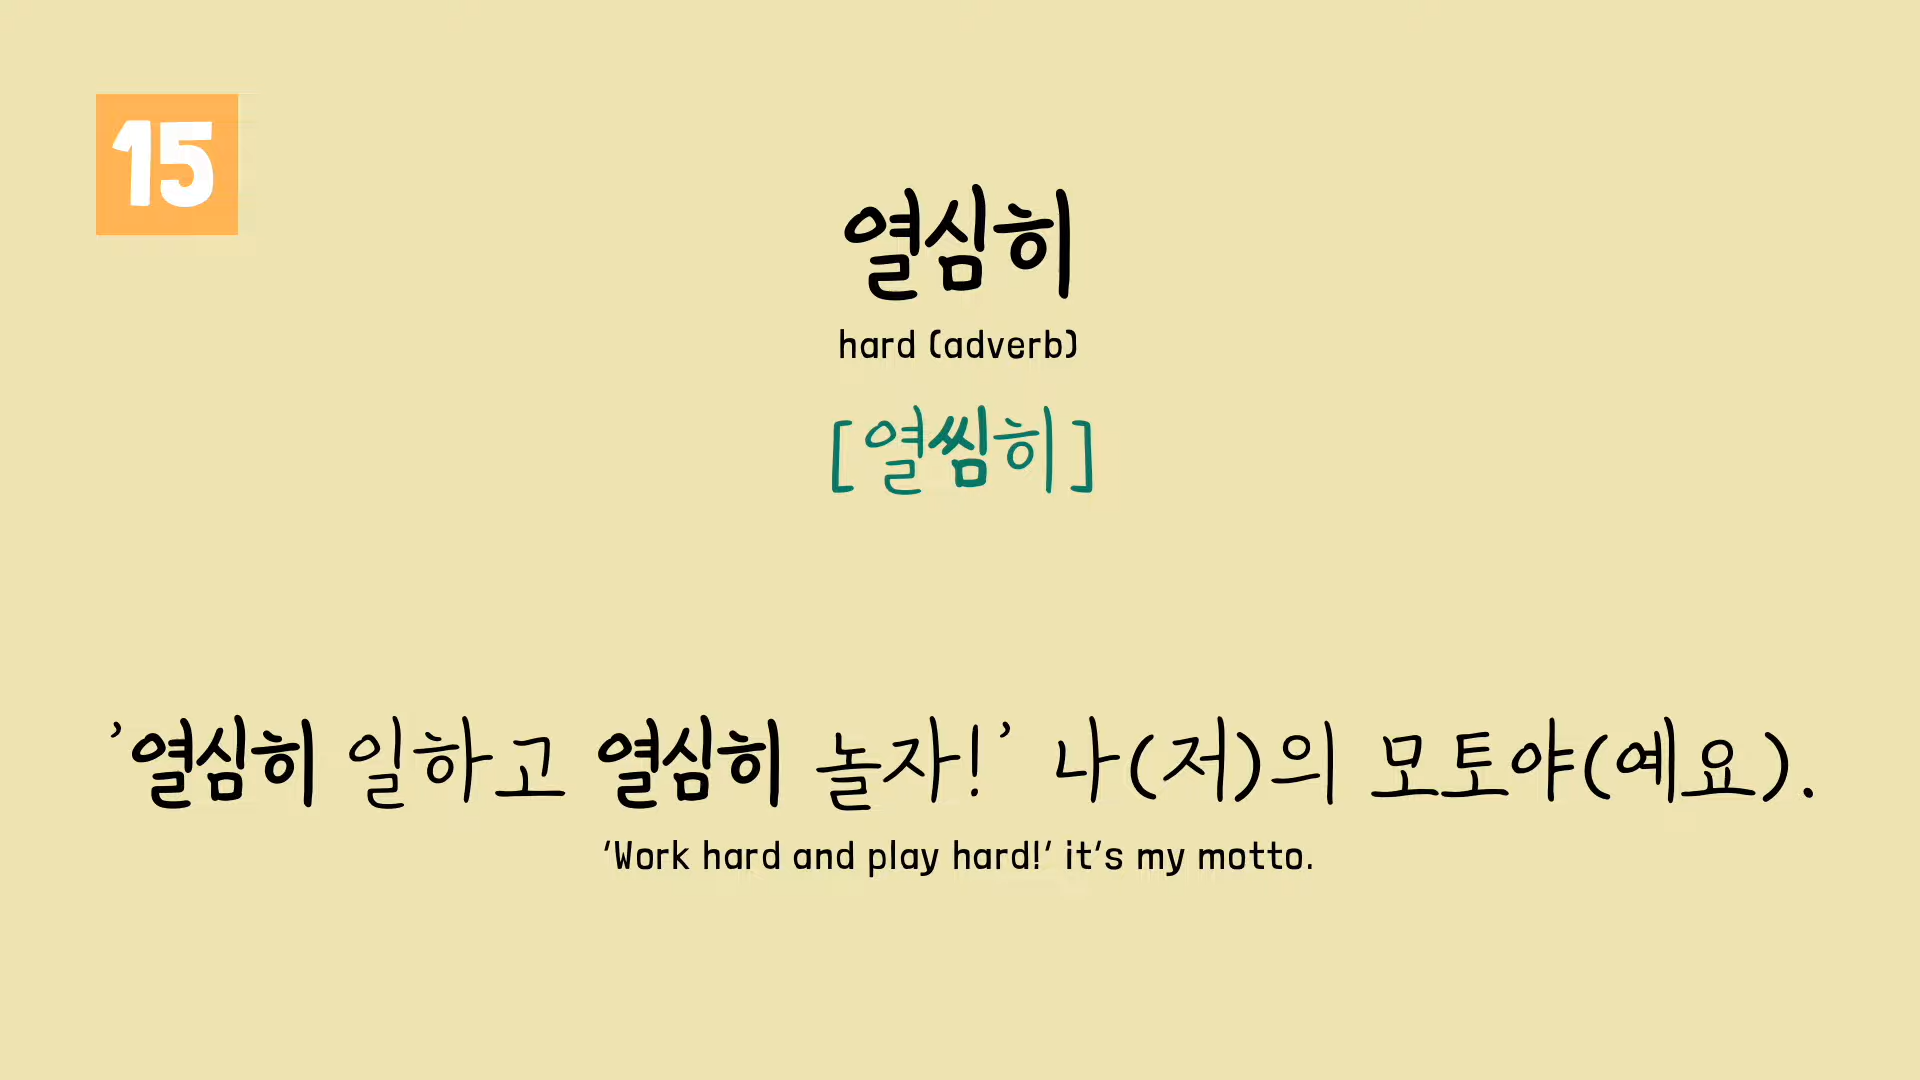 15
열심히
hard (adverb)
[열씸히]
'열심히 일하고 열심히 놀자!' 나(저)의 모토야(예요).
'Work hard and play hard!' it's my motto.